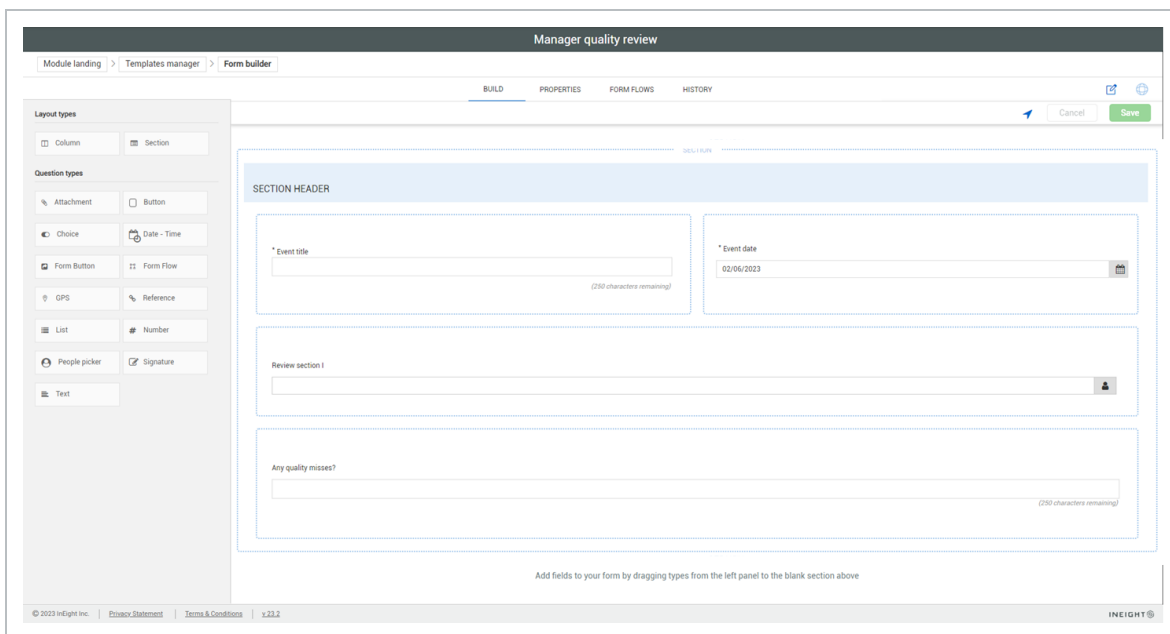 Manager quality review
Module landing > Templates manager > Form builder
BUILD PROPERTIES FORM FLOWS HISTORY
Layout types
Cancel Save
Column Section
SECTION
Question types
SECTION HEADER
Attachment Button
Choice Date - Time
Form Button Form Flow
GPS Reference
List Number
People picker Signature
Text
* Event title
(250 characters remaining)
* Event date
02/06/2023
Review section I
Any quality misses?
(250 characters remaining)
Add fields to your form by dragging types from the left panel to the blank section above
© 2023 InEight Inc. | Privacy Statement | Terms & Conditions | v 23.2
INEIGHT